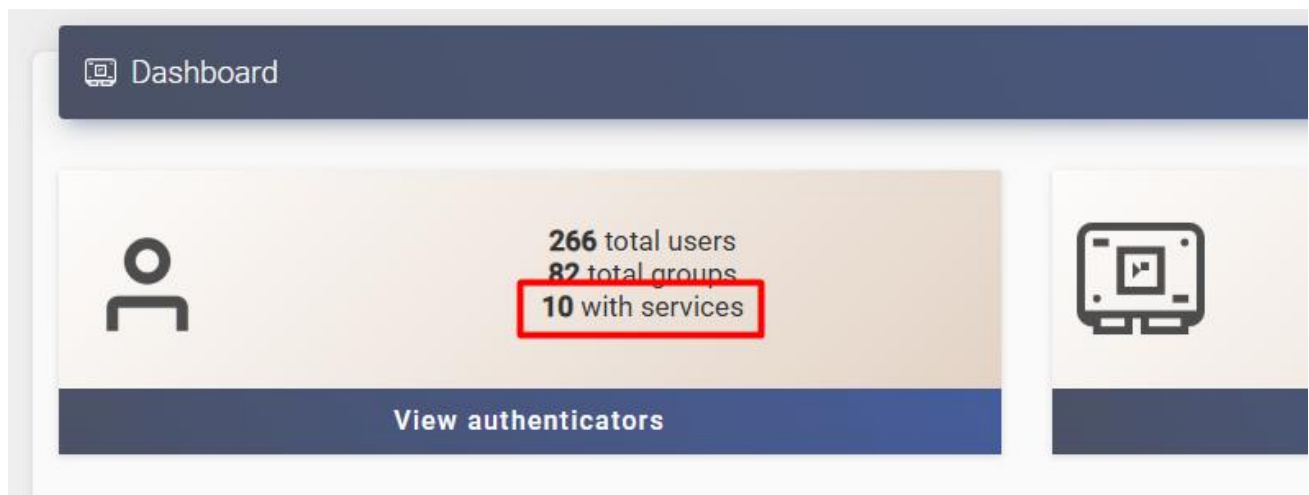 Dashboard
266 total users
82 total groups
10 with services
View authenticators